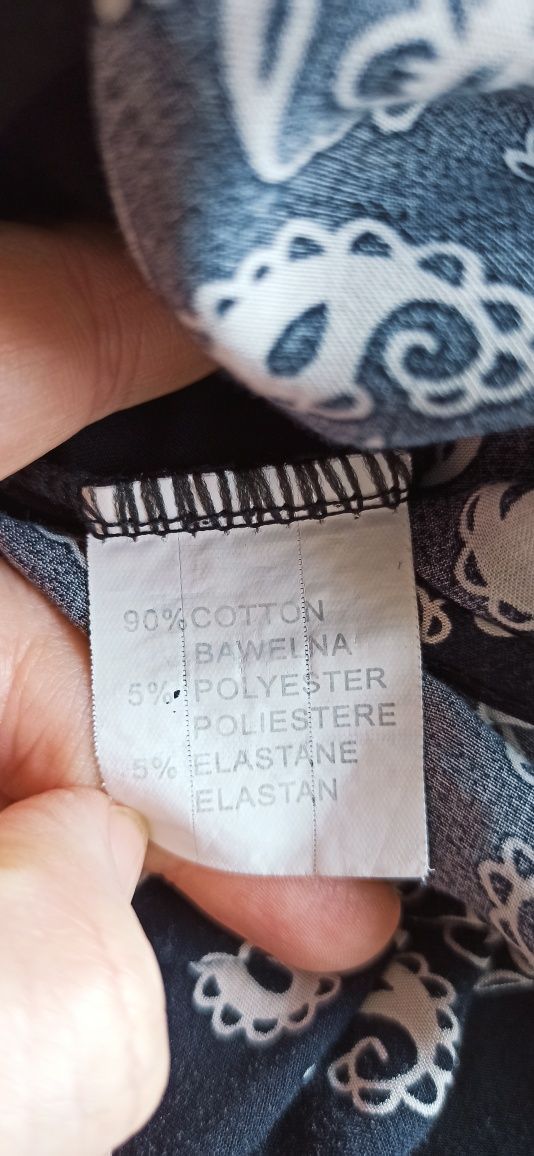 90% COTTON
BAWEŁNA
5% POLYESTER
POLIESTERE
5% ELASTANE
ELASTAN